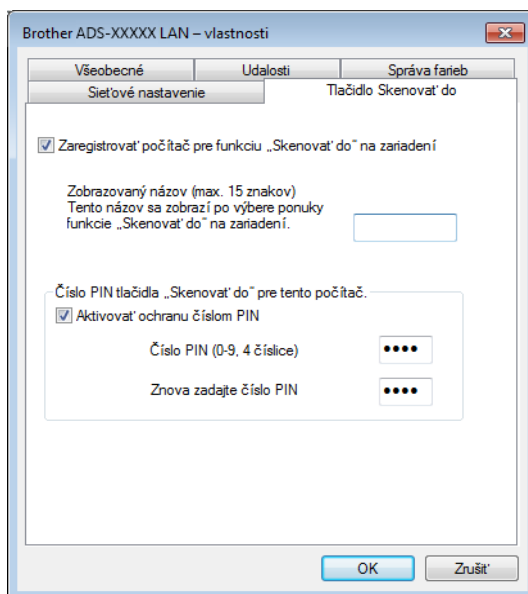 Brother ADS-XXXXX LAN – vlastnosti
Všeobecné Udalosti Správa farieb
Sieťové nastavenie Tlačidlo Skenovať do
Zaregistrovať počítač pre funkciu „Skenovať do“ na zariadení
Zobrazovaný názov (max. 15 znakov)
Tento názov sa zobrazí po výbere ponuky
funkcie „Skenovať do“ na zariadení.
Číslo PIN tlačidla „Skenovať do“ pre tento počítač.
Aktivovať ochranu číslom PIN
Číslo PIN (0-9, 4 číslice) ••••
Znova zadajte číslo PIN ••••
OK Zrušiť